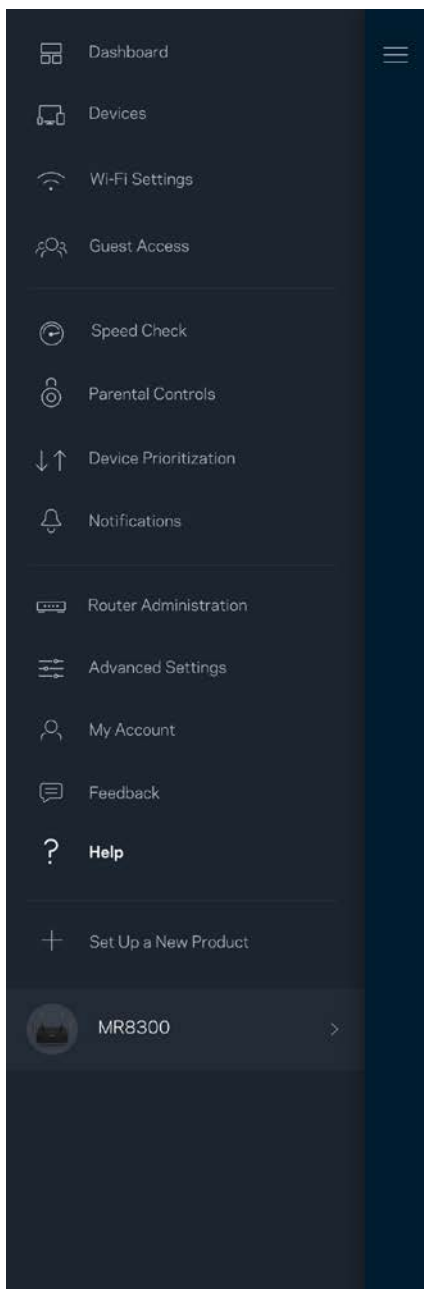 Dashboard
Devices
Wi-Fi Settings
Guest Access
Speed Check
Parental Controls
Device Prioritization
Notifications
Router Administration
Advanced Settings
My Account
Feedback
? Help
Set Up a New Product
MR8300